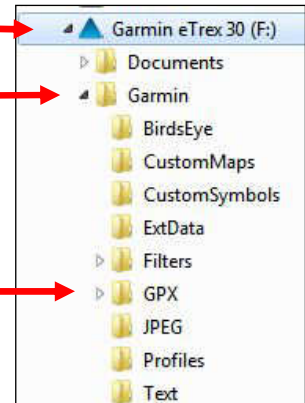 Garmin eTrex 30 (F:)
Documents
Garmin
BirdsEye
CustomMaps
CustomSymbols
ExtData
Filters
GPX
JPEG
Profiles
Text